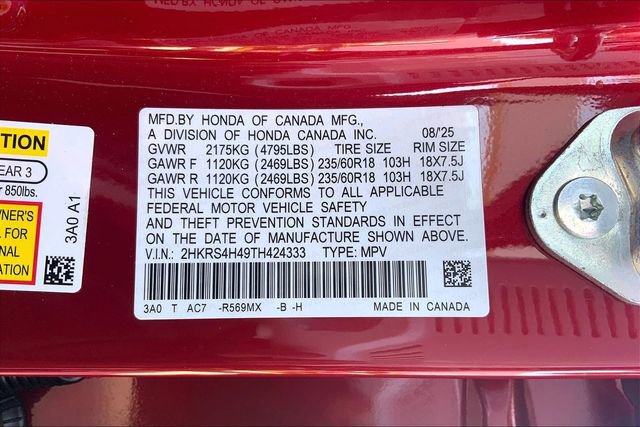 MFD.BY HONDA OF CANADA MFG.,
A DIVISION OF HONDA CANADA INC. 08/'25
GVWR 2175KG (4795LBS) TIRE SIZE RIM SIZE
GAWR F 1120KG (2469LBS) 235/60R18 103H 18X7.5J
GAWR R 1120KG (2469LBS) 235/60R18 103H 18X7.5J
THIS VEHICLE CONFORMS TO ALL APPLICABLE
FEDERAL MOTOR VEHICLE SAFETY
AND THEFT PREVENTION STANDARDS IN EFFECT
ON THE DATE OF MANUFACTURE SHOWN ABOVE.
V.I.N.: 2HKRS4H49TH424333 TYPE: MPV
3A0 T AC7 -R569MX -B -H MADE IN CANADA
TION
EAR 3
r 850lbs.
WNER'S
L FOR
ONAL
N.
3A0 A1